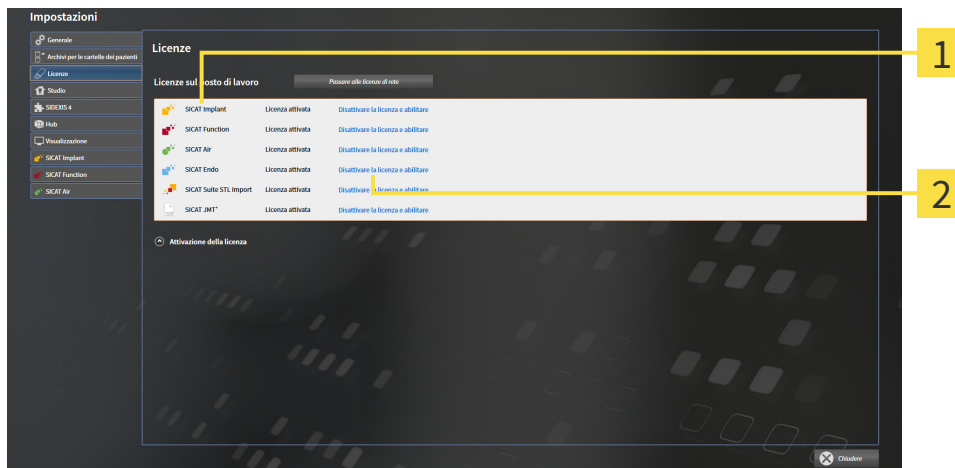 Impostazioni
Generale
Archivi per le cartelle dei pazienti
Licenze
Studio
SIDEXIS 4
Hub
Visualizzazione
SICAT Implant
SICAT Function
SICAT Air
Licenze
Licenze sul posto di lavoro
Passare alle licenze di rete
SICAT Implant Licenza attivata Disattivare la licenza e abilitare
SICAT Function Licenza attivata Disattivare la licenza e abilitare
SICAT Air Licenza attivata Disattivare la licenza e abilitare
SICAT Endo Licenza attivata Disattivare la licenza e abilitare
SICAT Suite STL Import Licenza attivata Disattivare la licenza e abilitare
SICAT JMT⁺ Licenza attivata Disattivare la licenza e abilitare
Attivazione della licenza
Chiudere
1
2